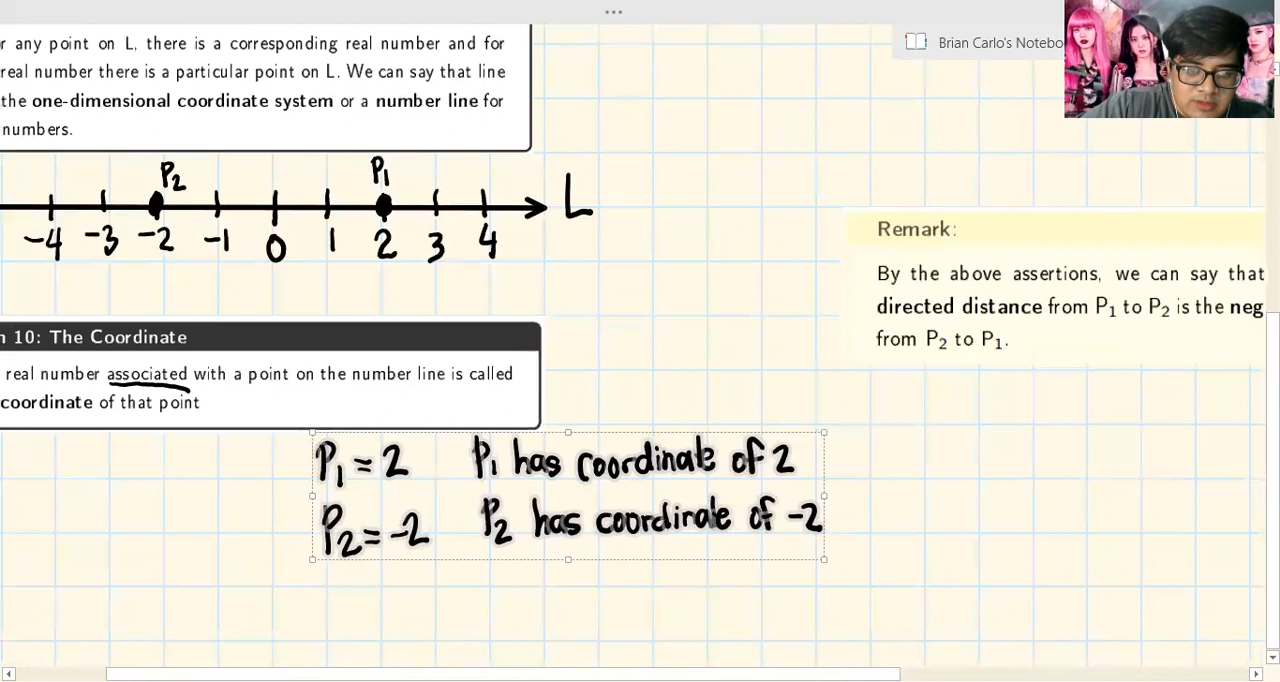 r any point on L, there is a corresponding real number and for
real number there is a particular point on L. We can say that line
the one-dimensional coordinate system or a number line for
numbers.
Brian Carlo's Notebo
P2 P1
L
-4 -3 -2 -1 0 1 2 3 4
Remark:
By the above assertions, we can say that
directed distance from P1 to P2 is the neg
from P2 to P1.
n 10: The Coordinate
real number associated with a point on the number line is called
coordinate of that point
P1 = 2 P1 has coordinate of 2
P2 = -2 P2 has coordirate of -2